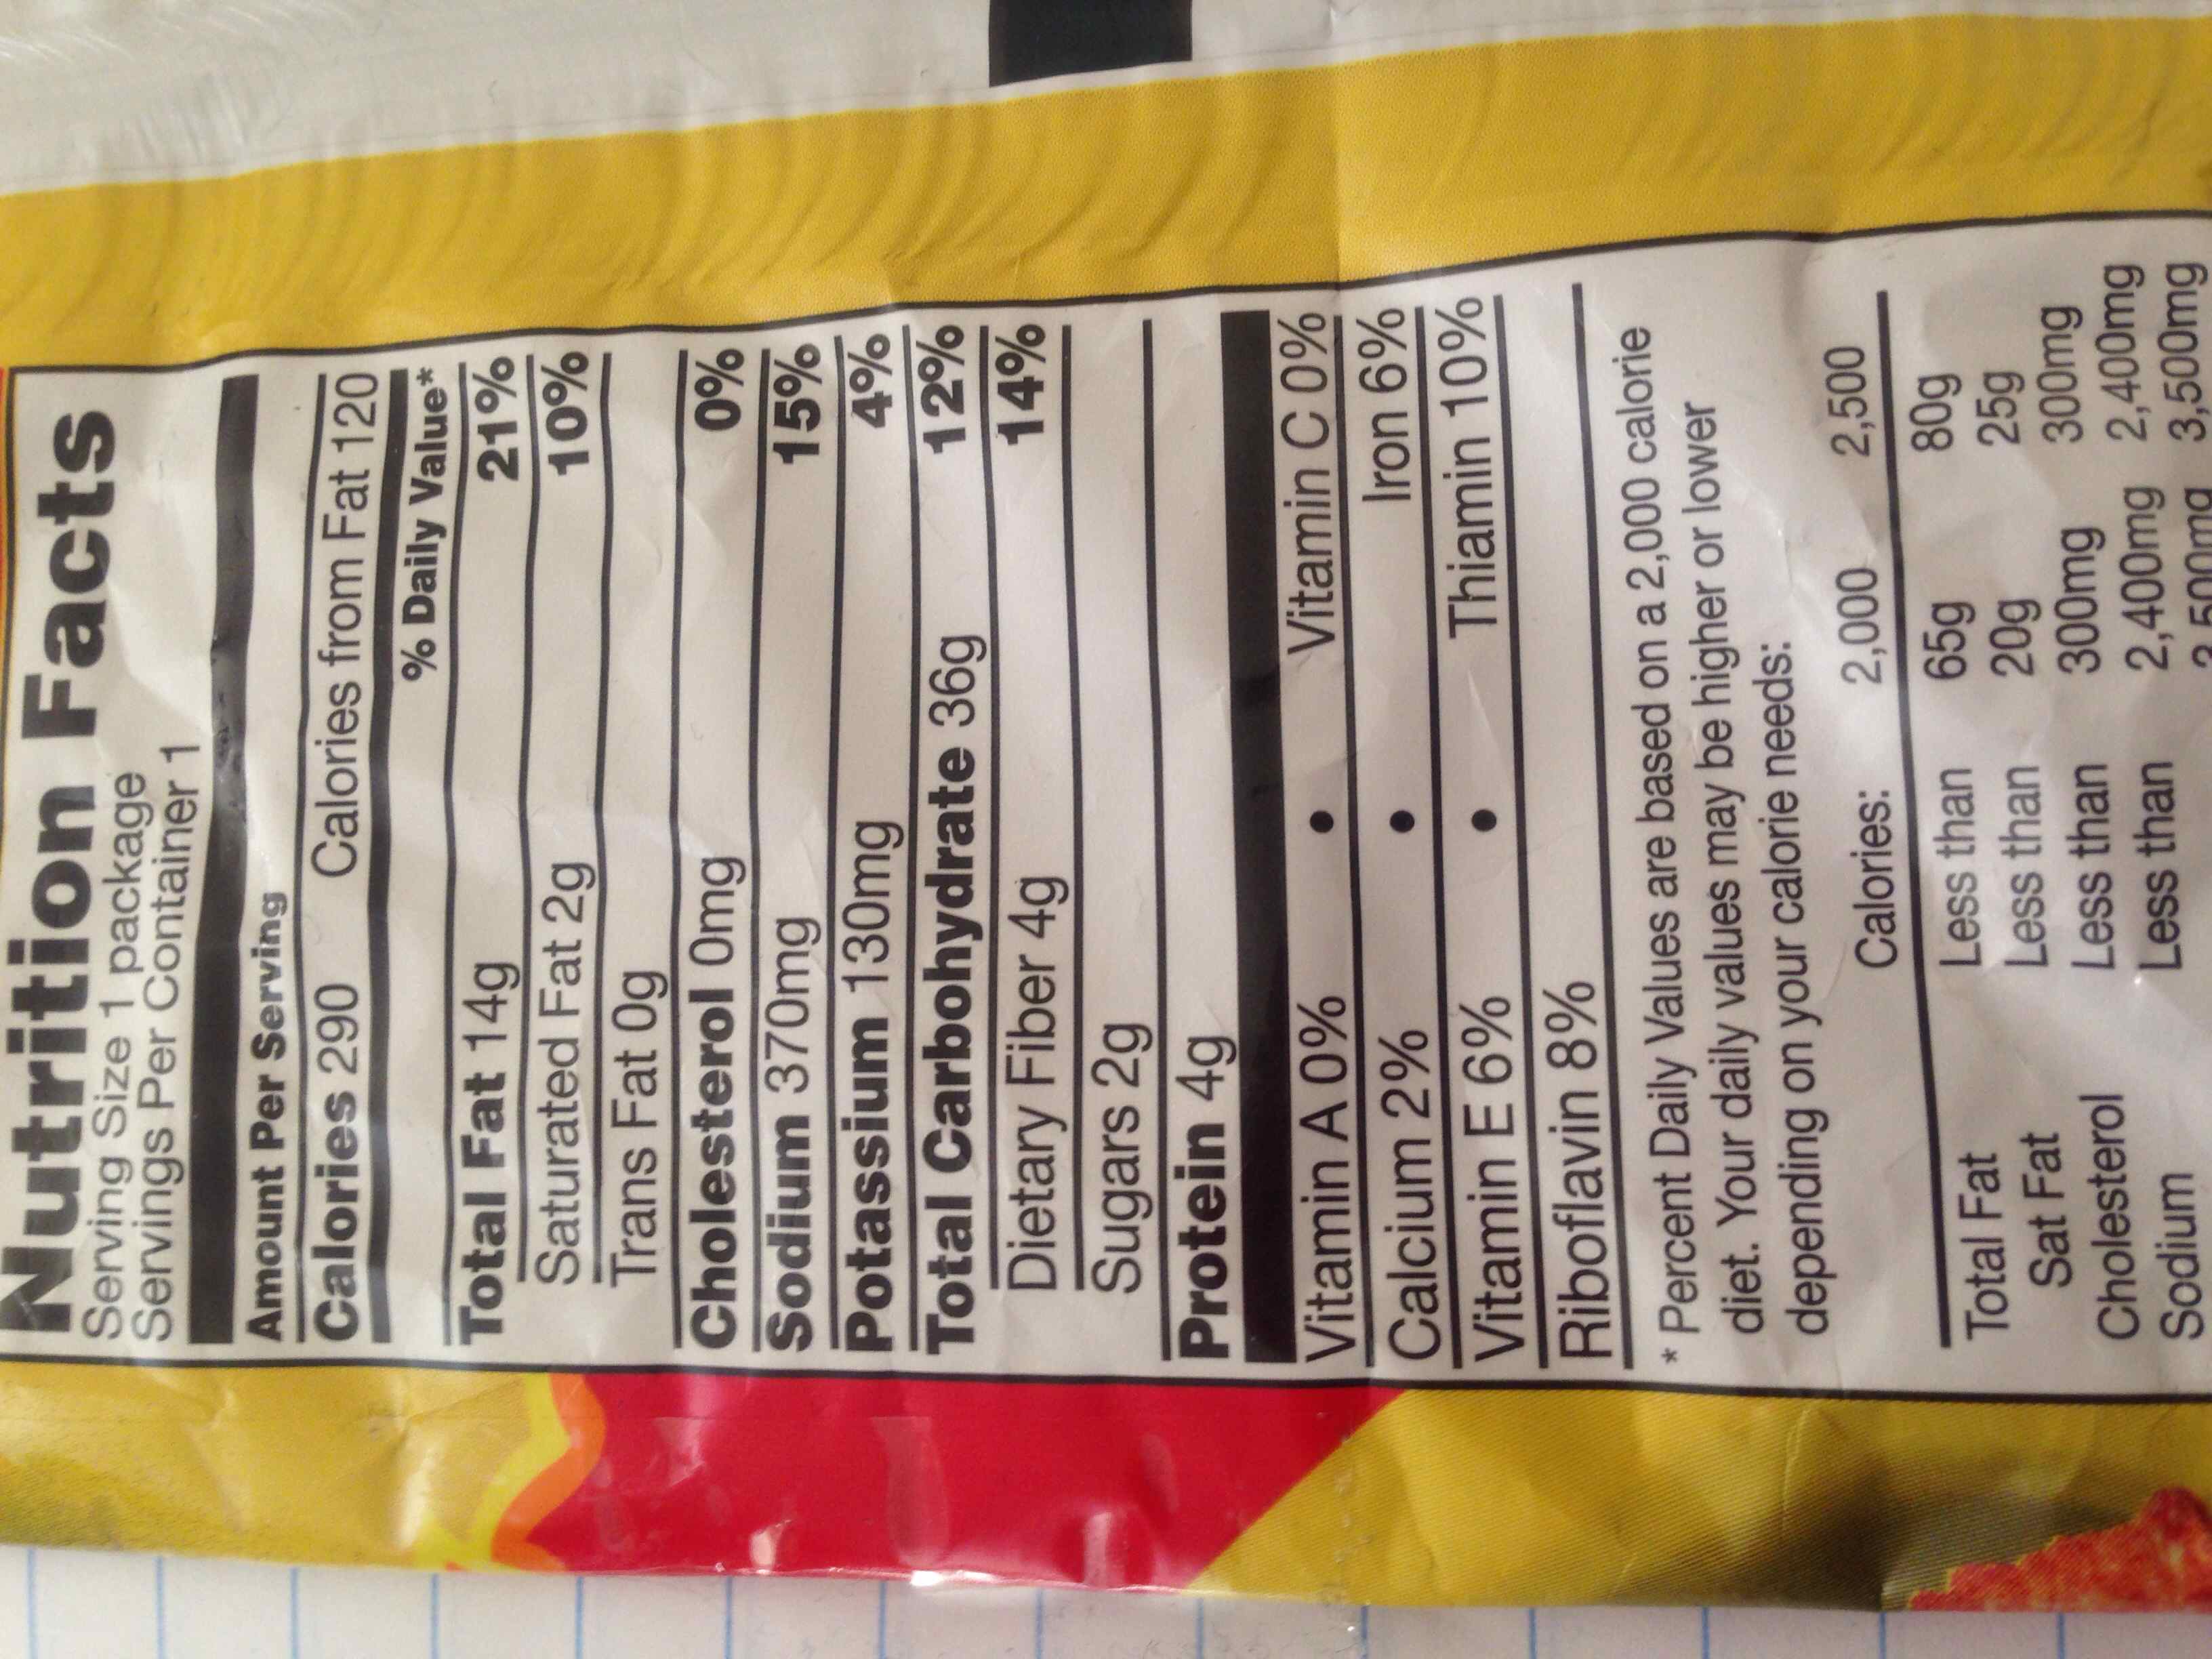 Nutrition Facts
Serving Size 1 package
Servings Per Container 1
Amount Per Serving
Calories 290 Calories from Fat 120
% Daily Value*
Total Fat 14g 21%
Saturated Fat 2g 10%
Trans Fat 0g
Cholesterol 0mg 0%
Sodium 370mg 15%
Potassium 130mg 4%
Total Carbohydrate 36g 12%
Dietary Fiber 4g 14%
Sugars 2g
Protein 4g
Vitamin A 0% • Vitamin C 0%
Calcium 2% • Iron 6%
Vitamin E 6% • Thiamin 10%
Riboflavin 8%
* Percent Daily Values are based on a 2,000 calorie
diet. Your daily values may be higher or lower
depending on your calorie needs:
Calories: 2,000 2,500
Total Fat Less than 65g 80g
Sat Fat Less than 20g 25g
Cholesterol Less than 300mg 300mg
Sodium Less than 2,400mg 2,400mg
3,500mg 3,500mg